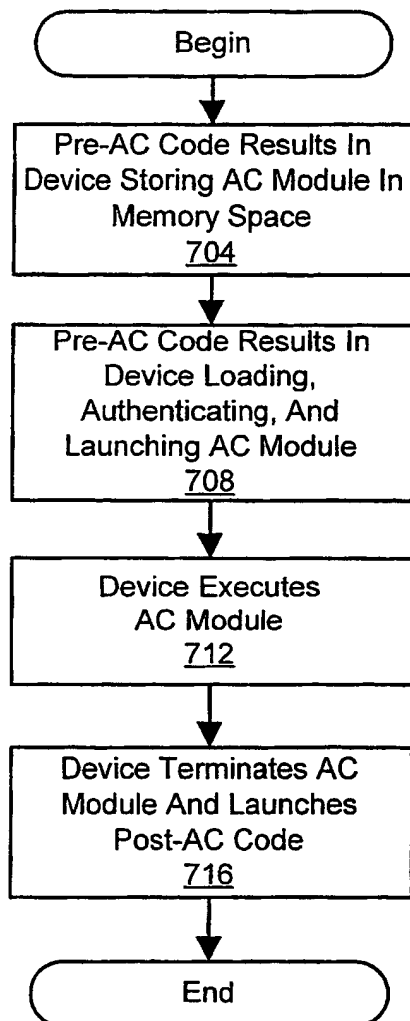 Begin
Pre-AC Code Results In
Device Storing AC Module In
Memory Space
704
Pre-AC Code Results In
Device Loading,
Authenticating, And
Launching AC Module
708
Device Executes
AC Module
712
Device Terminates AC
Module And Launches
Post-AC Code
716
End